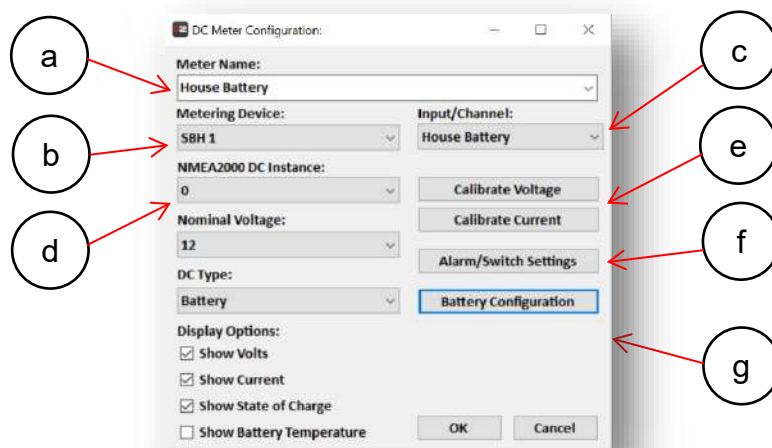 DC Meter Configuration:
a
c
Meter Name:
House Battery
Metering Device:
Input/Channel:
b
SBH 1
House Battery
e
NMEA2000 DC Instance:
0
Calibrate Voltage
d
Nominal Voltage:
Calibrate Current
f
12
Alarm/Switch Settings
DC Type:
Battery
Battery Configuration
Display Options:
Show Volts
g
Show Current
Show State of Charge
Show Battery Temperature
OK
Cancel